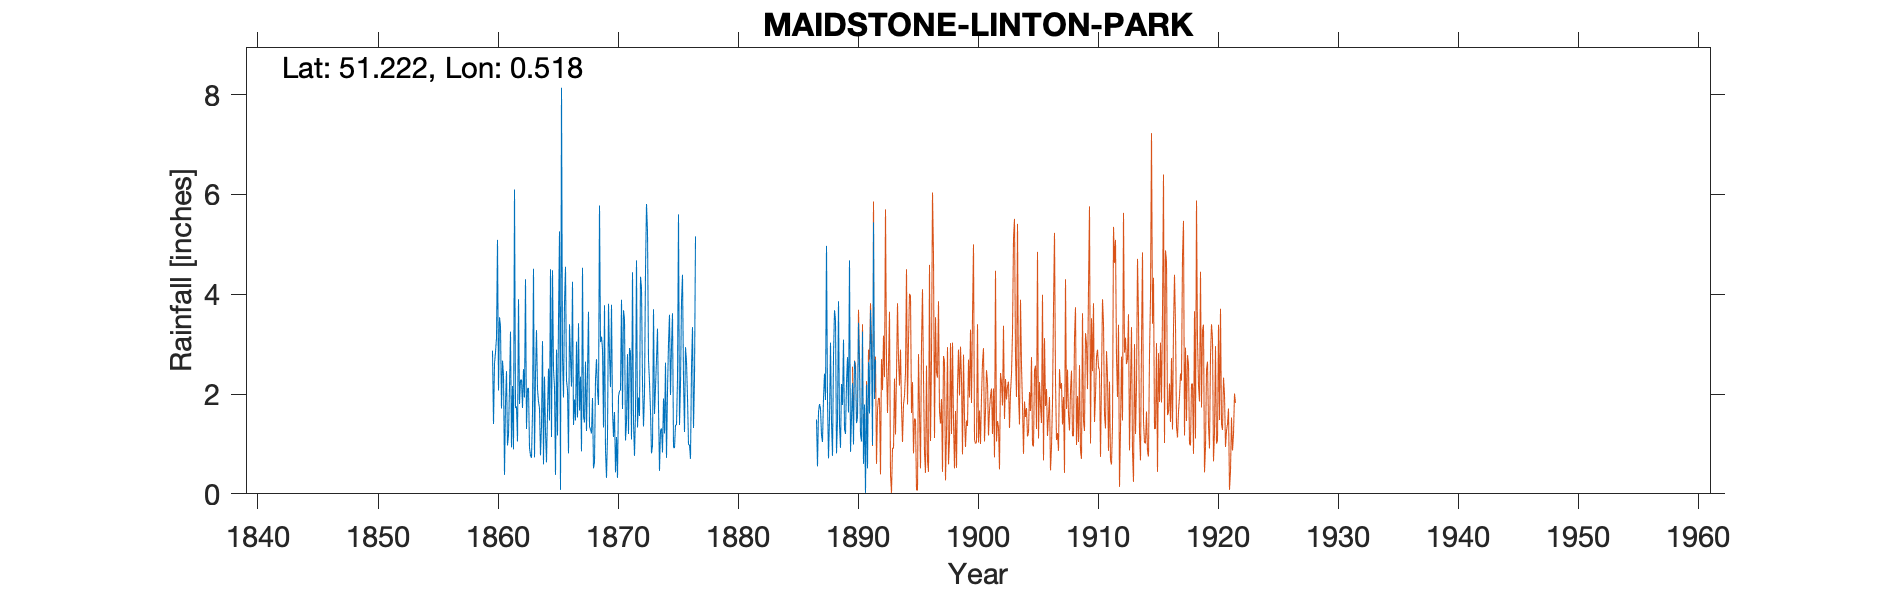 MAIDSTONE-LINTON-PARK
Lat: 51.222, Lon: 0.518
Rainfall [inches]
8
6
4
2
0
1840 1850 1860 1870 1880 1890 1900 1910 1920 1930 1940 1950 1960
Year